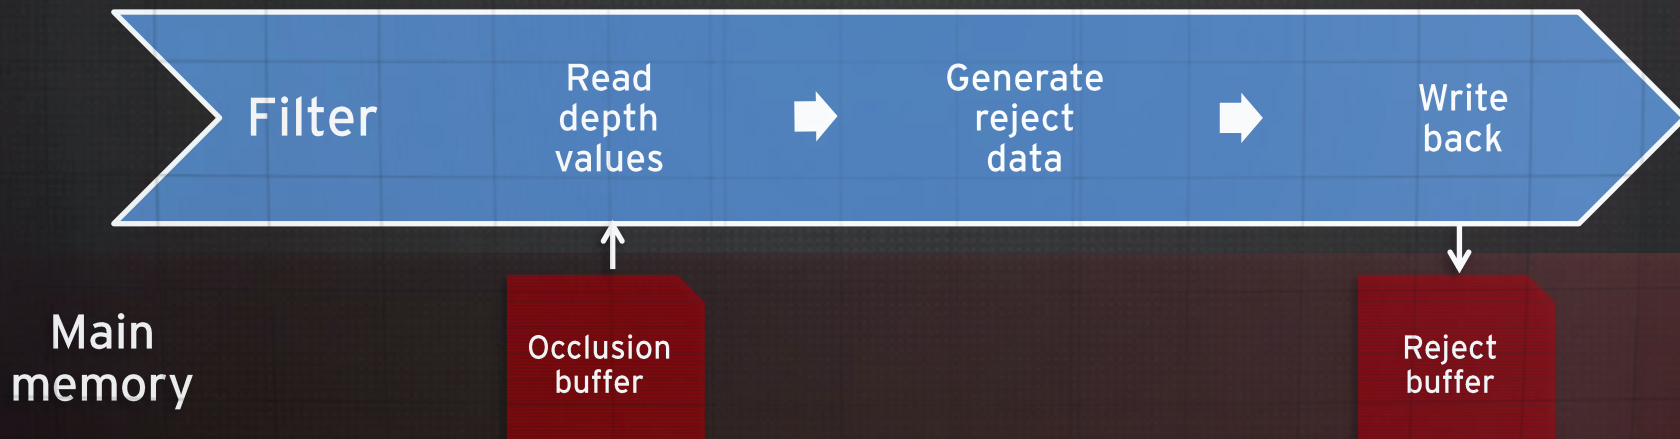 Filter
Read
depth
values
Generate
reject
data
Write
back
Main
memory
Occlusion
buffer
Reject
buffer